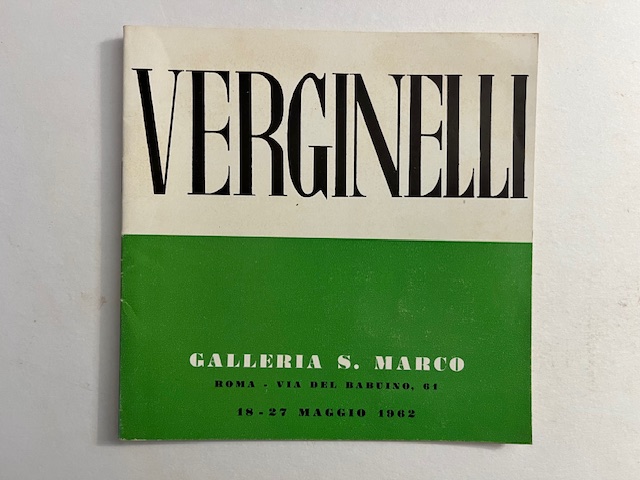 VERGINELLI
GALLERIA S. MARCO
ROMA - VIA DEL BABUINO, 61
18-27 MAGGIO 1962